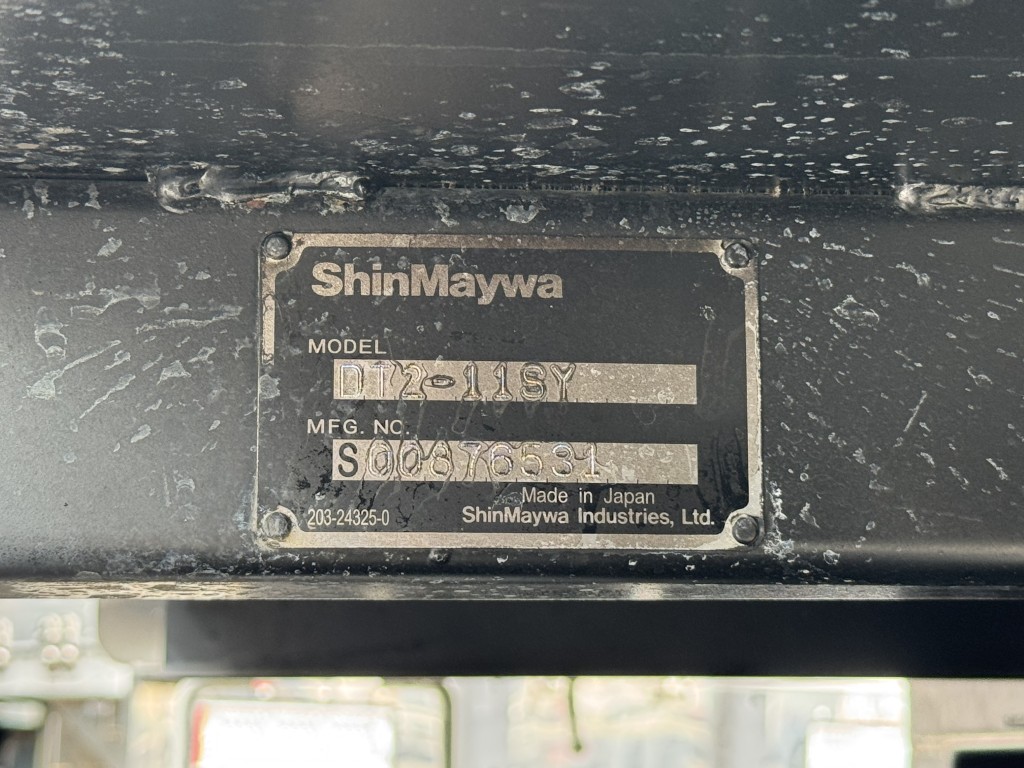 ShinMaywa
MODEL
DT2-11SY
MFG. NO.
S00876531
Made in Japan
203-24325-0 ShinMaywa Industries, Ltd.